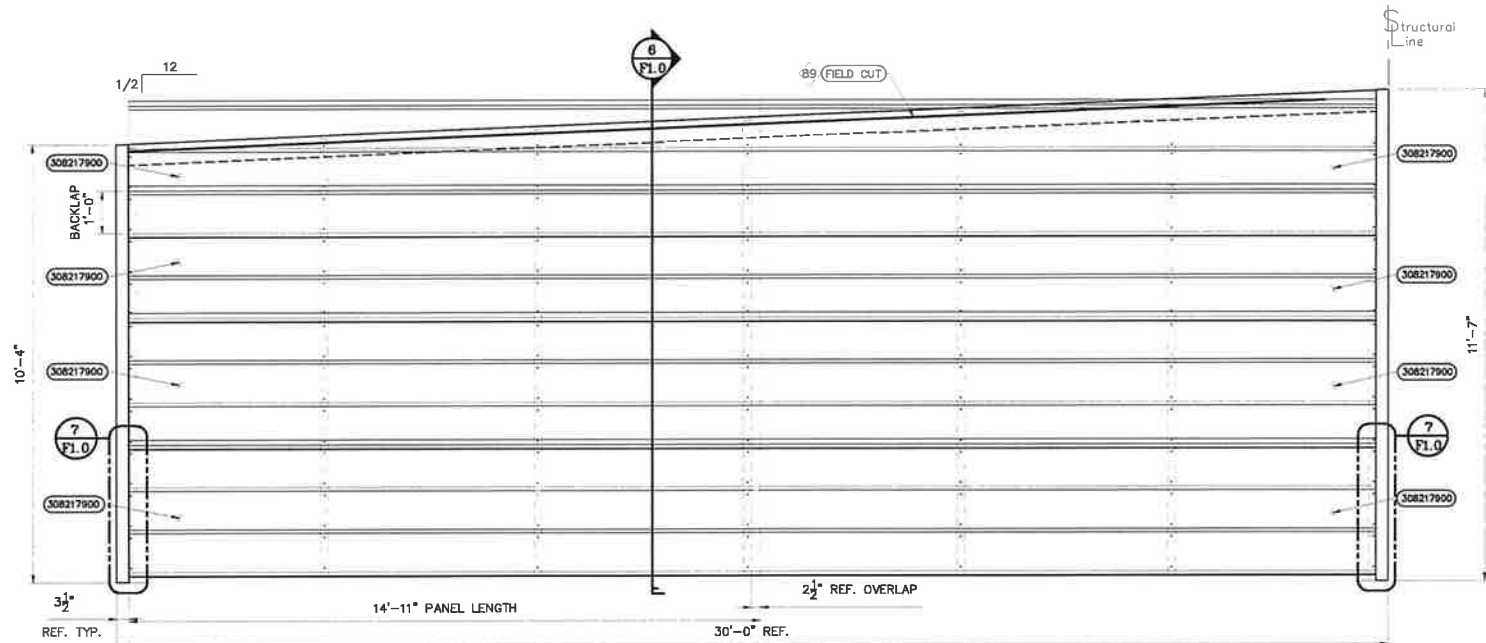 Structural
Line
6
F1.0
12
1/2
89 FIELD CUT
308217900
308217900
BACKLAP
1'-0"
308217900
308217900
10'-4"
11'-7"
308217900
308217900
7
F1.0
7
F1.0
308217900
308217900
3½"
REF. TYP.
14'-11" PANEL LENGTH
2½" REF. OVERLAP
30'-0" REF.